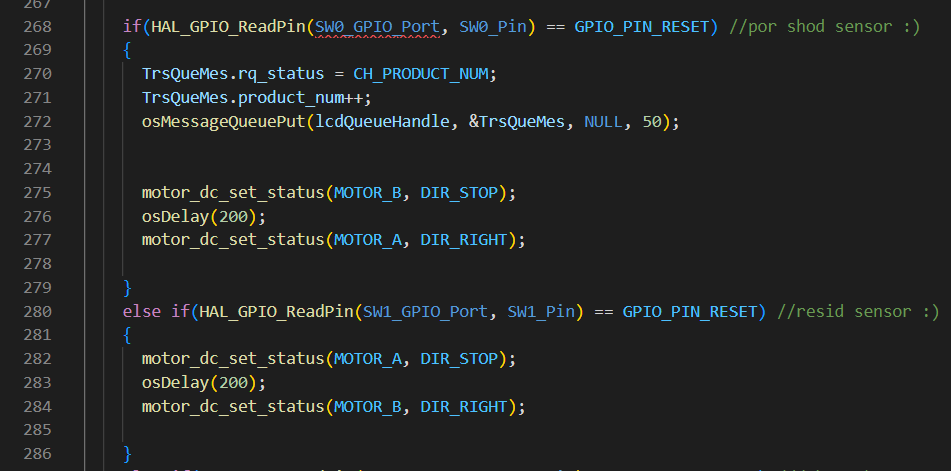 267
268 if(HAL_GPIO_ReadPin(SW0_GPIO_Port, SW0_Pin) == GPIO_PIN_RESET) //por shod sensor :)
269 {
270 TrsQueMes.rq_status = CH_PRODUCT_NUM;
271 TrsQueMes.product_num++;
272 osMessageQueuePut(lcdQueueHandle, &TrsQueMes, NULL, 50);
273
274
275 motor_dc_set_status(MOTOR_B, DIR_STOP);
276 osDelay(200);
277 motor_dc_set_status(MOTOR_A, DIR_RIGHT);
278
279 }
280 else if(HAL_GPIO_ReadPin(SW1_GPIO_Port, SW1_Pin) == GPIO_PIN_RESET) //resid sensor :)
281 {
282 motor_dc_set_status(MOTOR_A, DIR_STOP);
283 osDelay(200);
284 motor_dc_set_status(MOTOR_B, DIR_RIGHT);
285
286 }